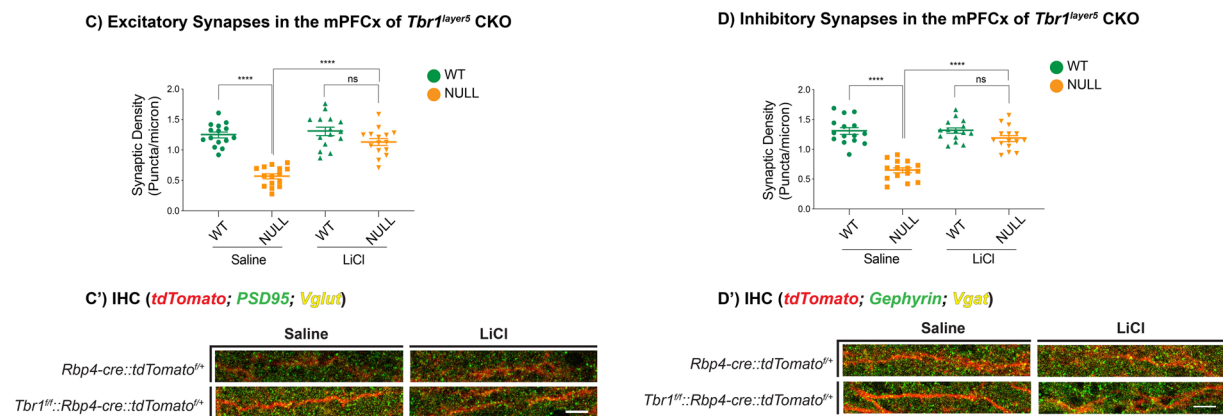 C) Excitatory Synapses in the mPFCx of Tbr1layer5 CKO
****
****
ns
WT
NULL
Synaptic Density
(Puncta/micron)
2.0
1.5
1.0
0.5
0.0
WT
NULL
WT
NULL
Saline
LiCl
C’) IHC (tdTomato; PSD95; Vglut)
Saline
LiCl
Rbp4-cre::tdTomatof/+
Tbr1f/f::Rbp4-cre::tdTomatof/+
D) Inhibitory Synapses in the mPFCx of Tbr1layer5 CKO
****
****
ns
WT
NULL
Synaptic Density
(Puncta/micron)
2.0
1.5
1.0
0.5
0.0
WT
NULL
WT
NULL
Saline
LiCl
D’) IHC (tdTomato; Gephyrin; Vgat)
Saline
LiCl
Rbp4-cre::tdTomatof/+
Tbr1f/f::Rbp4-cre::tdTomatof/+